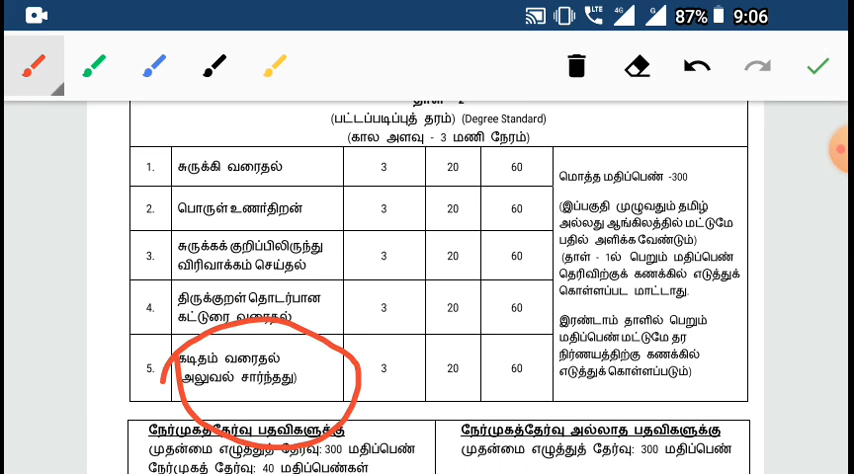 LTE
4G
G
87%
9:06
தாள் - 2
(பட்டப்படிப்புத் தரம்) (Degree Standard)
(கால அளவு - 3 மணி நேரம்)
1. சுருக்கி வரைதல் 3 20 60
2. பொருள் உணர்திறன் 3 20 60
3. சுருக்கக் குறிப்பிலிருந்து
விரிவாக்கம் செய்தல் 3 20 60
4. திருக்குறள் தொடர்பான
கட்டுரை வரைதல் 3 20 60
5. கடிதம் வரைதல்
அலுவல் சார்ந்தது) 3 20 60
மொத்த மதிப்பெண் -300
(இப்பகுதி முழுவதும் தமிழ்
அல்லது ஆங்கிலத்தில் மட்டுமே
பதில் அளிக்க வேண்டும்)
(தாள் - 1ல் பெறும் மதிப்பெண்
தெரிவிற்குக் கணக்கில் எடுத்துக்
கொள்ளப்பட மாட்டாது.
இரண்டாம் தாளில் பெறும்
மதிப்பெண் மட்டுமே தர
நிர்ணயத்திற்கு கணக்கில்
எடுத்துக் கொள்ளப்படும்)
நேர்முகத்தேர்வு பதவிகளுக்கு
முதன்மை எழுத்துத் தேர்வு: 300 மதிப்பெண்
நேர்முகத் தேர்வு: 40 மதிப்பெண்கள்
நேர்முகத்தேர்வு அல்லாத பதவிகளுக்கு
முதன்மை எழுத்துத் தேர்வு: 300 மதிப்பெண்